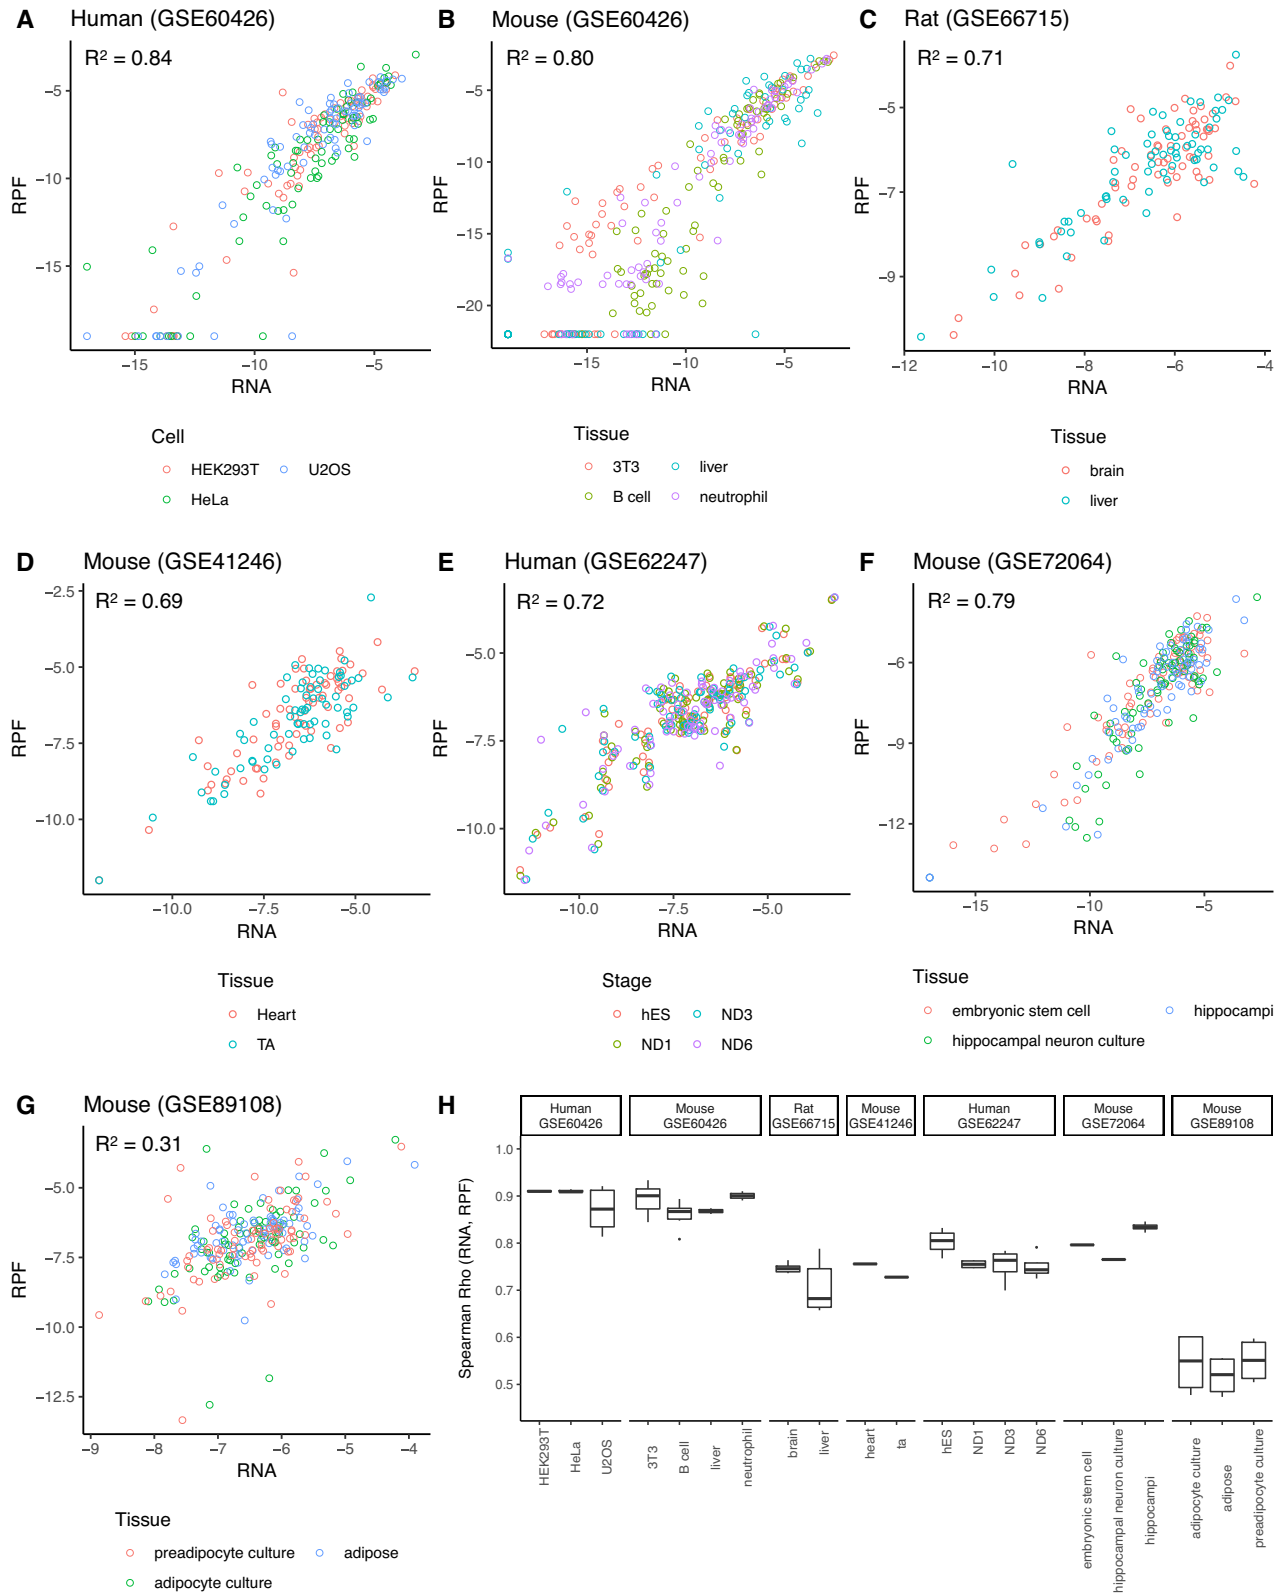 A Human (GSE60426)
R² = 0.84
RPF
−5
−10
−15
−15 −10 −5
RNA
Cell
HEK293T U2OS
HeLa
B Mouse (GSE60426)
R² = 0.80
RPF
−5
−10
−15
−20
−15 −10 −5
RNA
Tissue
3T3 liver
B cell neutrophil
C Rat (GSE66715)
R² = 0.71
RPF
−5
−7
−9
−12 −10 −8 −6 −4
RNA
Tissue
brain
liver
D Mouse (GSE41246)
R² = 0.69
RPF
−2.5
−5.0
−7.5
−10.0
−10.0 −7.5 −5.0
RNA
Tissue
Heart
TA
E Human (GSE62247)
R² = 0.72
RPF
−5.0
−7.5
−10.0
−10.0 −7.5 −5.0
RNA
Stage
hES ND3
ND1 ND6
F Mouse (GSE72064)
R² = 0.79
RPF
−6
−9
−12
−15 −10 −5
RNA
Tissue
embryonic stem cell hippocampi
hippocampal neuron culture
G Mouse (GSE89108)
R² = 0.31
RPF
−5.0
−7.5
−10.0
−12.5
−9 −8 −7 −6 −5 −4
RNA
Tissue
preadipocyte culture adipose
adipocyte culture
H
Human
GSE60426
Mouse
GSE60426
Rat
GSE66715
Mouse
GSE41246
Human
GSE62247
Mouse
GSE72064
Mouse
GSE89108
Spearman Rho (RNA, RPF)
1.0
0.9
0.8
0.7
0.6
0.5
HEK293T
HeLa
U2OS
3T3
B cell
liver
neutrophil
brain
liver
heart
ta
hES
ND1
ND3
ND6
embryonic stem cell
hippocampal neuron culture
hippocampi
adipocyte culture
adipose
preadipocyte culture